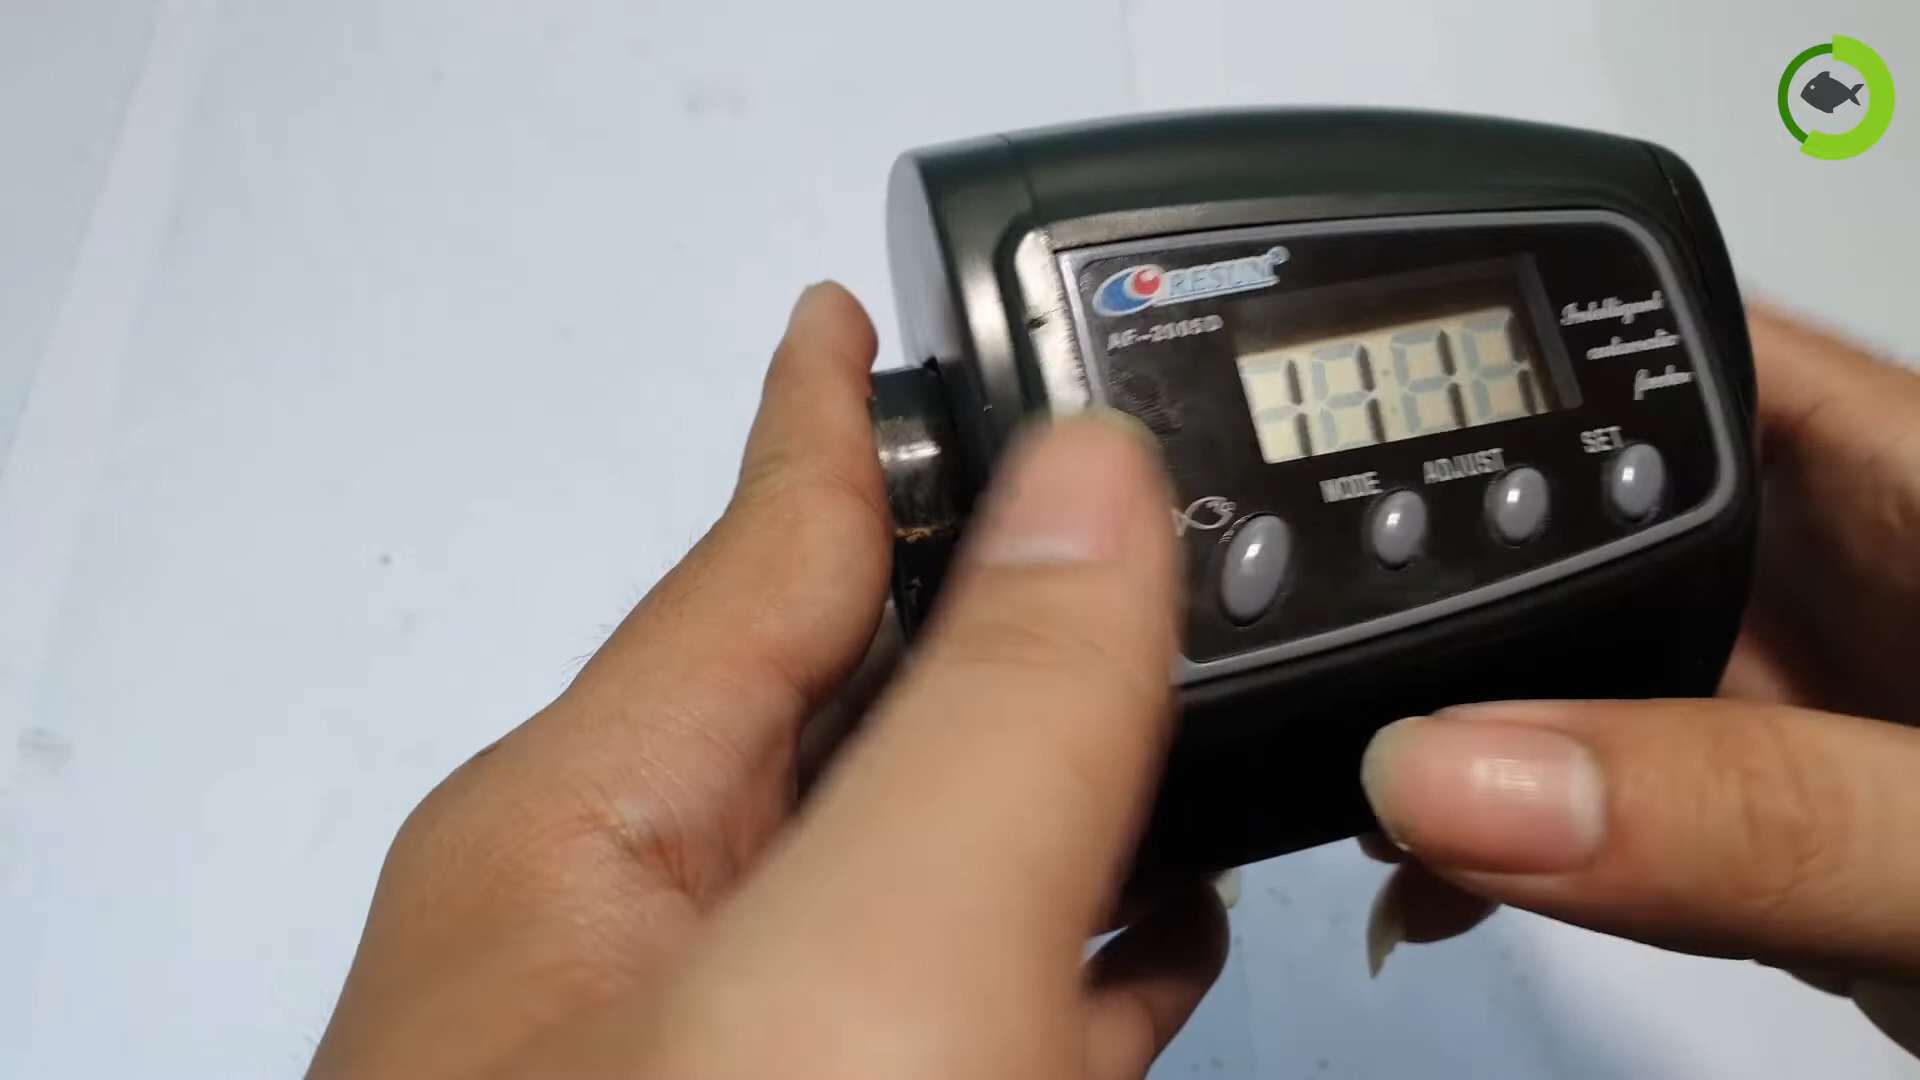 RESUN®
AF-2005D
Intelligent
automatic
feeder
MODE ADJUST SET